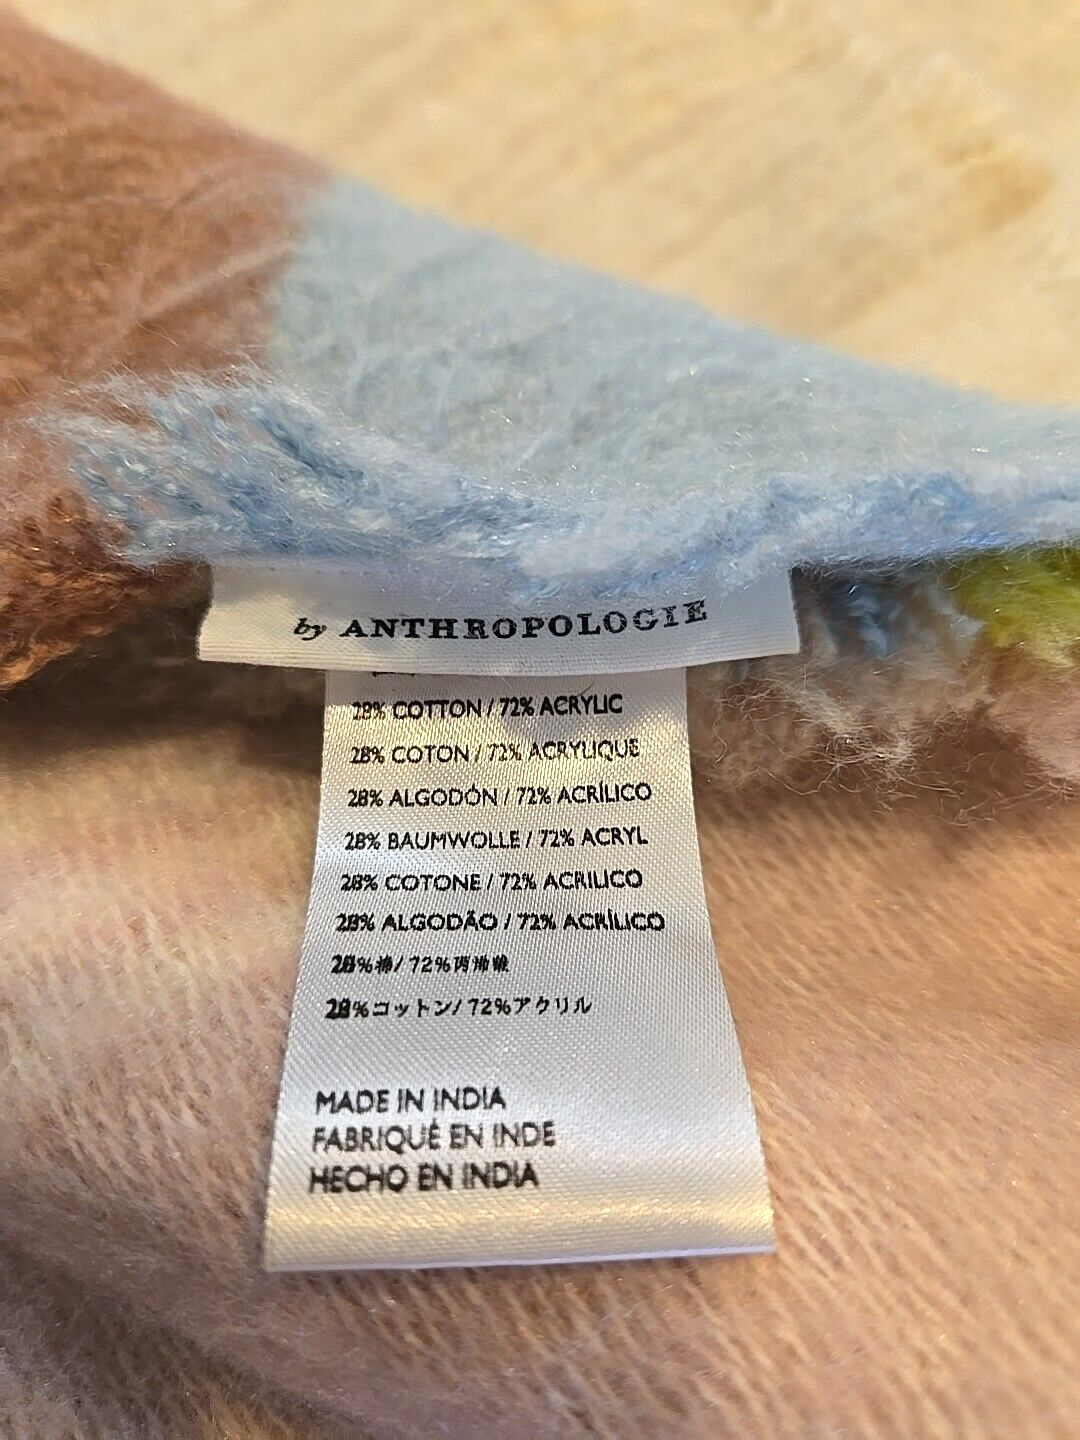 by ANTHROPOLOGIE
28% COTTON / 72% ACRYLIC
28% COTON / 72% ACRYLIQUE
28% ALGODÓN / 72% ACRÍLICO
28% BAUMWOLLE / 72% ACRYL
28% COTONE / 72% ACRILICO
28% ALGODÃO / 72% ACRÍLICO
28%棉/ 72%丙烯酸
28%コットン/ 72%アクリル
MADE IN INDIA
FABRIQUÉ EN INDE
HECHO EN INDIA